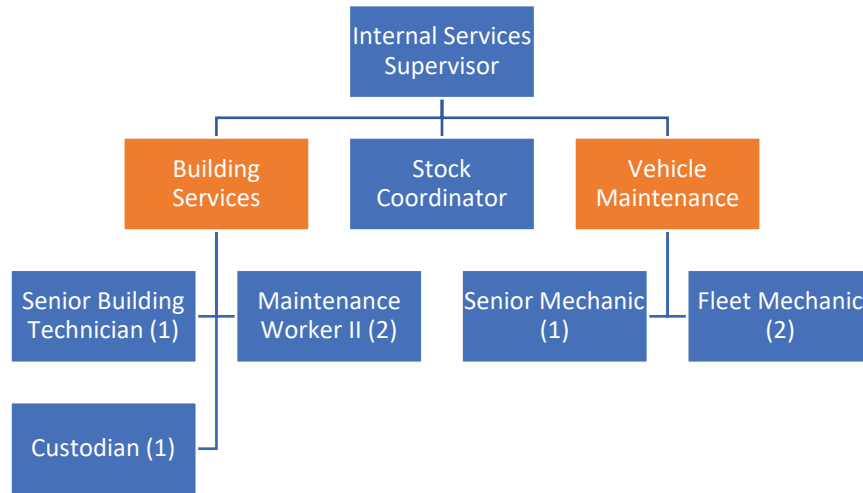 Internal Services
Supervisor
Building
Services
Stock
Coordinator
Vehicle
Maintenance
Senior Building
Technician (1)
Maintenance
Worker II (2)
Senior Mechanic
(1)
Fleet Mechanic
(2)
Custodian (1)